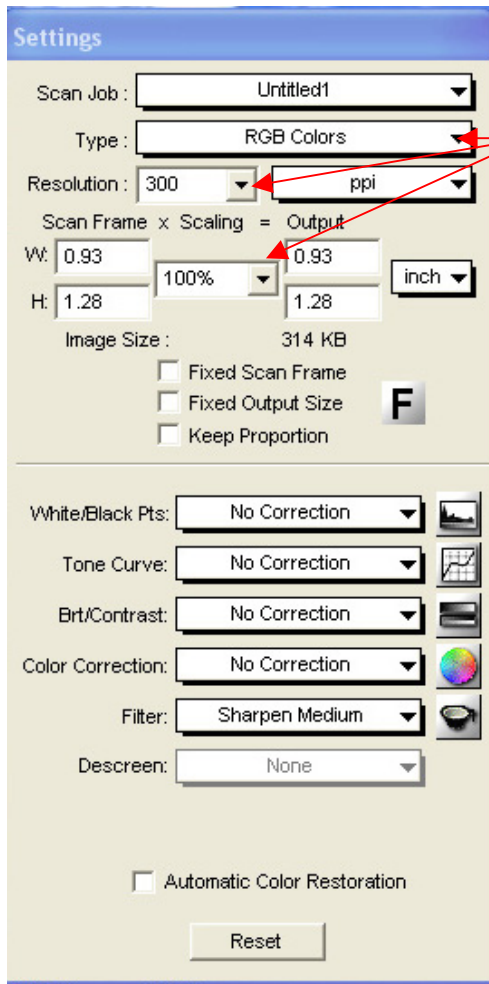 Settings
Scan Job : Untitled1
Type : RGB Colors
Resolution : 300 ppi
Scan Frame x Scaling = Output
W: 0.93 0.93
100% inch
H: 1.28 1.28
Image Size : 314 KB
Fixed Scan Frame
Fixed Output Size
F
Keep Proportion
White/Black Pts: No Correction
Tone Curve: No Correction
Brt/Contrast: No Correction
Color Correction: No Correction
Filter: Sharpen Medium
Descreen: None
Automatic Color Restoration
Reset